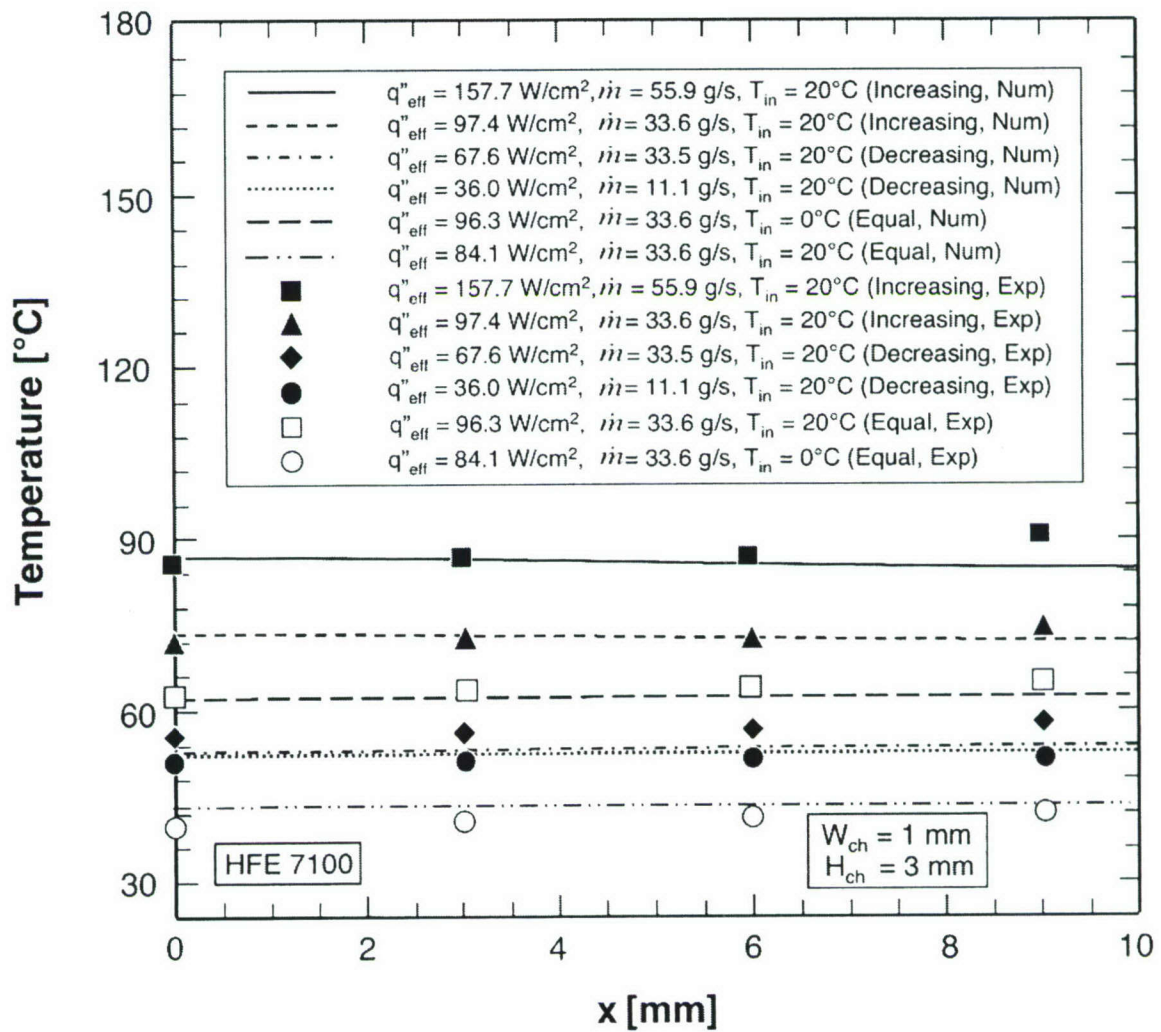 180
q"eff = 157.7 W/cm², ṁ = 55.9 g/s, Tin = 20°C (Increasing, Num)
q"eff = 97.4 W/cm², ṁ = 33.6 g/s, Tin = 20°C (Increasing, Num)
q"eff = 67.6 W/cm², ṁ = 33.5 g/s, Tin = 20°C (Decreasing, Num)
q"eff = 36.0 W/cm², ṁ = 11.1 g/s, Tin = 20°C (Decreasing, Num)
q"eff = 96.3 W/cm², ṁ = 33.6 g/s, Tin = 0°C (Equal, Num)
q"eff = 84.1 W/cm², ṁ = 33.6 g/s, Tin = 20°C (Equal, Num)
q"eff = 157.7 W/cm², ṁ = 55.9 g/s, Tin = 20°C (Increasing, Exp)
q"eff = 97.4 W/cm², ṁ = 33.6 g/s, Tin = 20°C (Increasing, Exp)
q"eff = 67.6 W/cm², ṁ = 33.5 g/s, Tin = 20°C (Decreasing, Exp)
q"eff = 36.0 W/cm², ṁ = 11.1 g/s, Tin = 20°C (Decreasing, Exp)
q"eff = 96.3 W/cm², ṁ = 33.6 g/s, Tin = 20°C (Equal, Exp)
q"eff = 84.1 W/cm², ṁ = 33.6 g/s, Tin = 0°C (Equal, Exp)
150
120
90
60
30
Temperature [°C]
HFE 7100
Wch = 1 mm
Hch = 3 mm
0 2 4 6 8 10
x [mm]